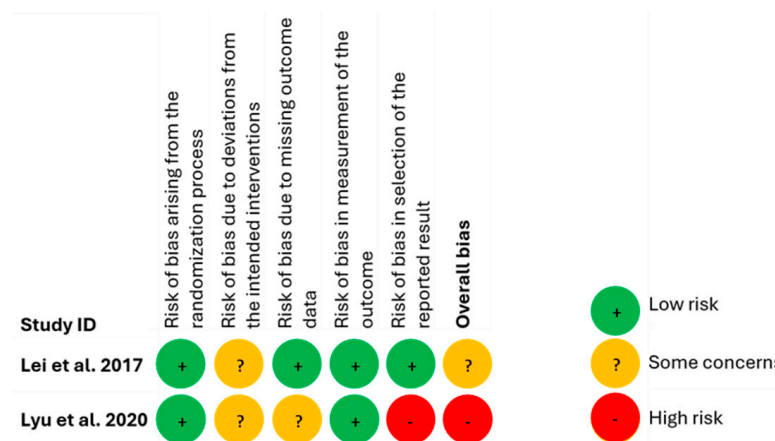 Risk of bias arising from the
randomization process
Risk of bias due to deviations from
the intended interventions
Risk of bias due to missing outcome
data
Risk of bias in measurement of the
outcome
Risk of bias in selection of the
reported result
Overall bias
Study ID
Lei et al. 2017 + ? + + + ?
Lyu et al. 2020 + ? ? + - -
+ Low risk
? Some concerns
- High risk